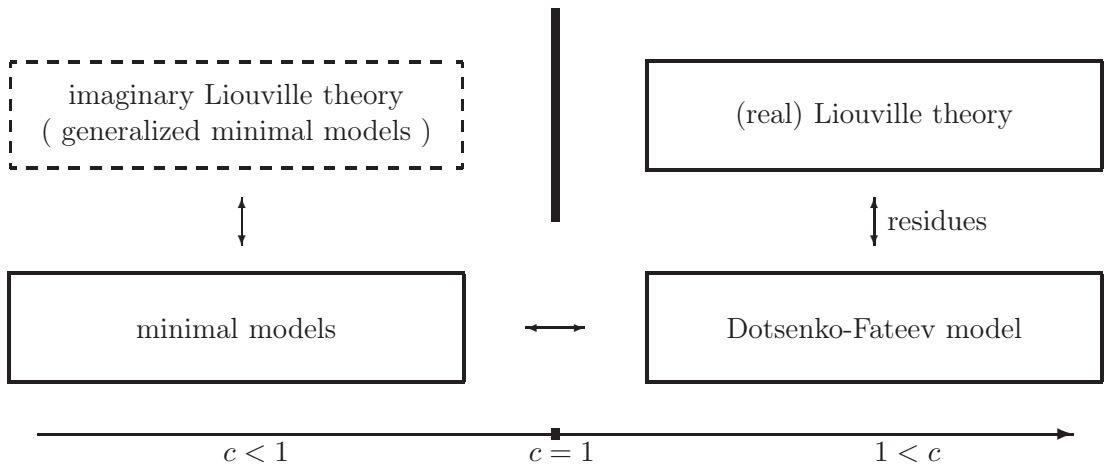 imaginary Liouville theory
( generalized minimal models )
(real) Liouville theory
residues
minimal models
Dotsenko-Fateev model
c < 1
c = 1
1 < c